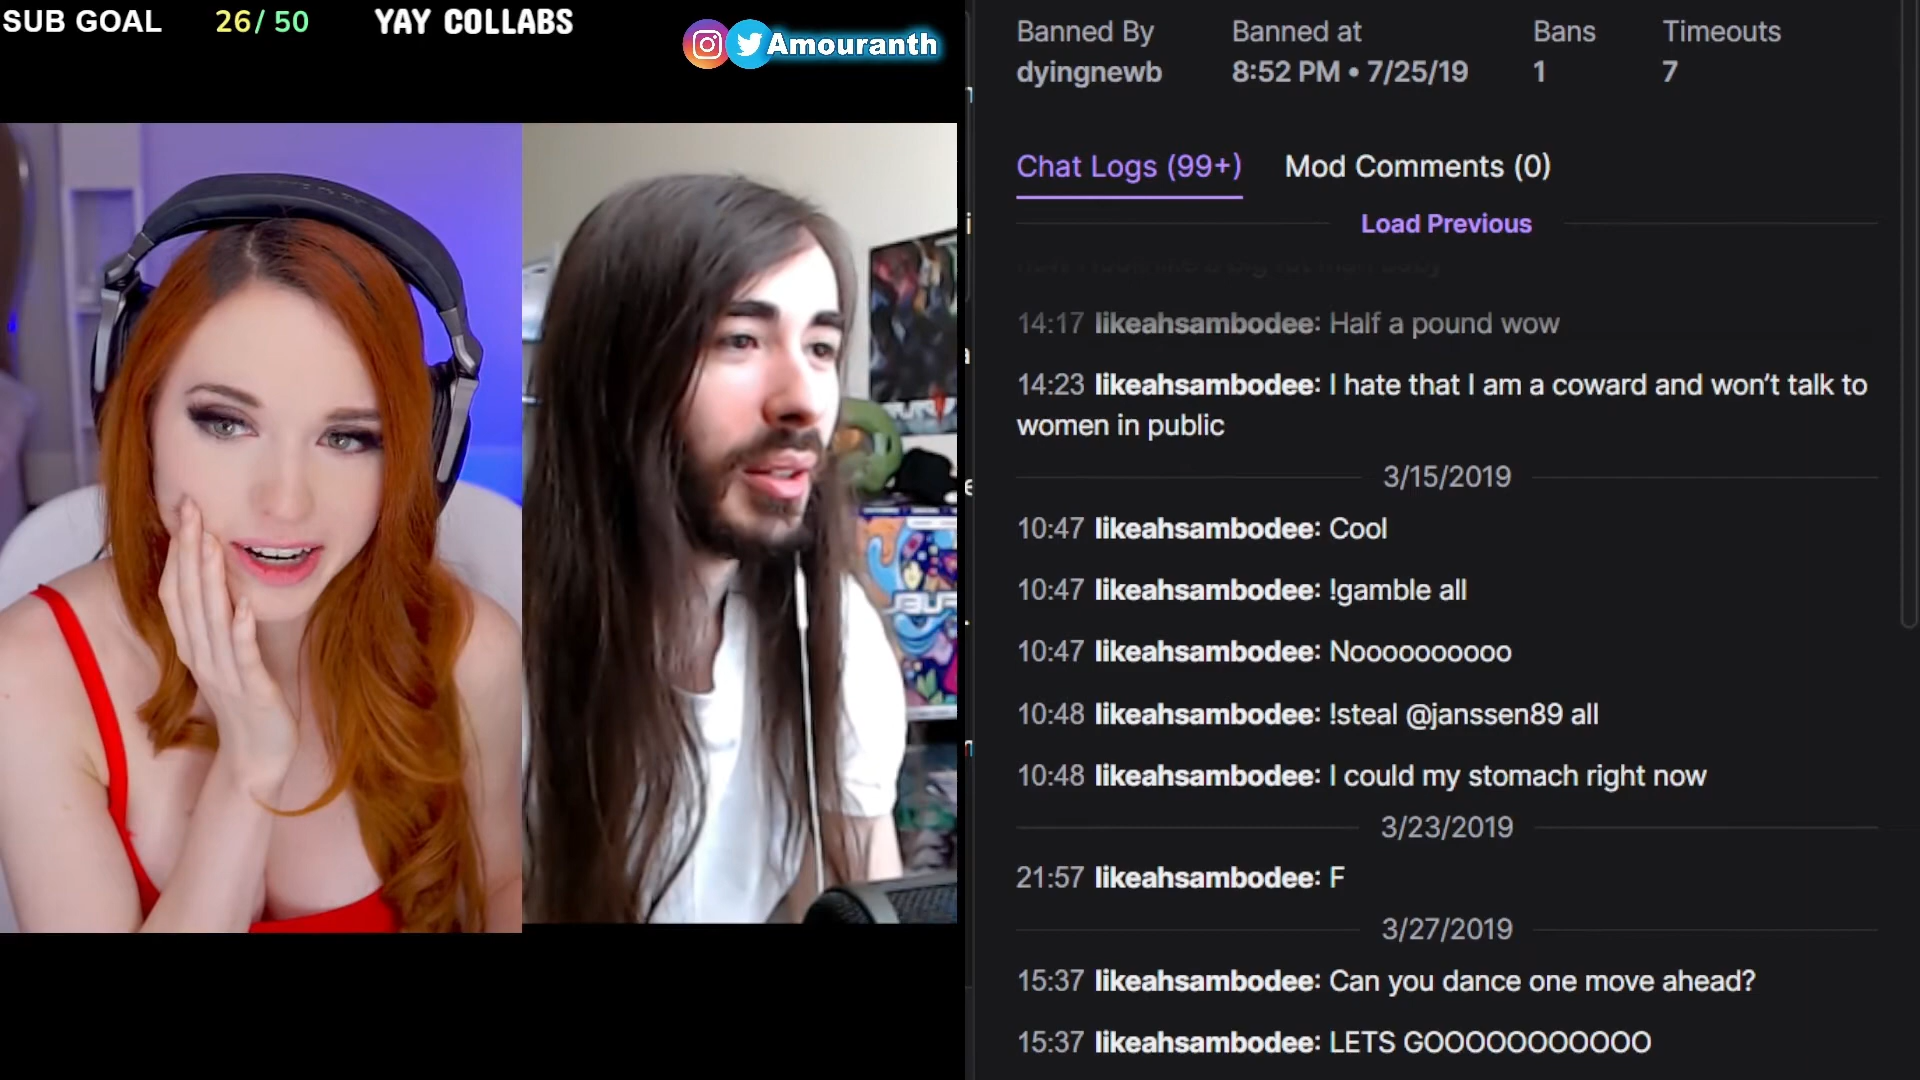 SUB GOAL 26/ 50 YAY COLLABS
Amouranth
Banned By Banned at Bans Timeouts
dyingnewb 8:52 PM • 7/25/19 1 7
Chat Logs (99+) Mod Comments (0)
Load Previous
14:17 likeahsambodee: Half a pound wow
14:23 likeahsambodee: I hate that I am a coward and won't talk to
women in public
3/15/2019
10:47 likeahsambodee: Cool
10:47 likeahsambodee: !gamble all
10:47 likeahsambodee: Noooooooooo
10:48 likeahsambodee: !steal @janssen89 all
10:48 likeahsambodee: I could my stomach right now
3/23/2019
21:57 likeahsambodee: F
3/27/2019
15:37 likeahsambodee: Can you dance one move ahead?
15:37 likeahsambodee: LETS GOOOOOOOOOOO